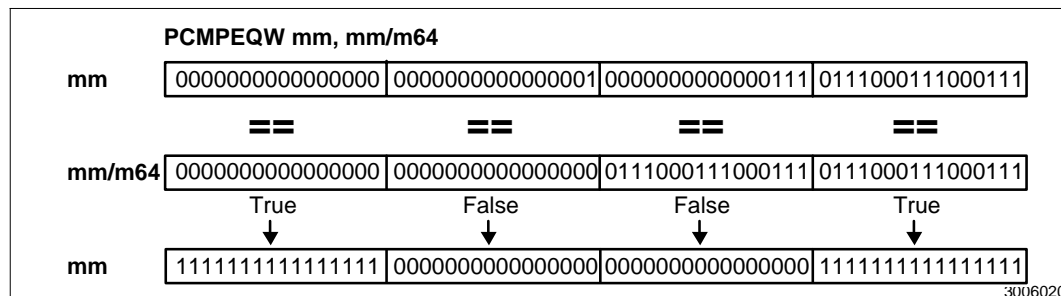 PCMPEQW mm, mm/m64
mm 0000000000000000 0000000000000001 0000000000000111 0111000111000111
== == == ==
mm/m64 0000000000000000 0000000000000000 0111000111000111 0111000111000111
True False False True
mm 1111111111111111 0000000000000000 0000000000000000 1111111111111111
3006020